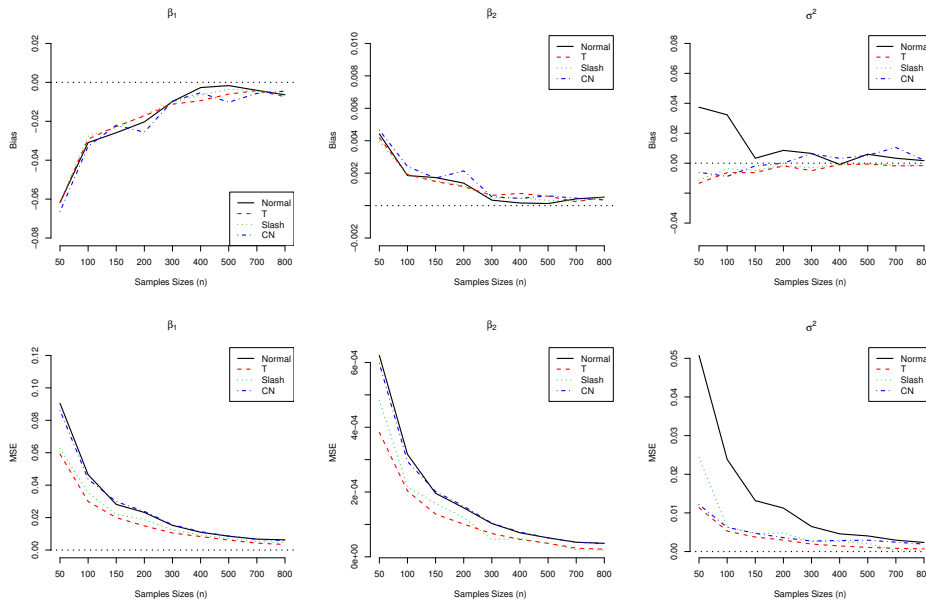 β1
Bias
0.02
0.00
−0.02
−0.04
−0.06
−0.08
Normal
T
Slash
CN
50 100 150 200 300 400 500 700 800
Samples Sizes (n)
β2
Bias
0.010
0.008
0.006
0.004
0.002
−0.002
Normal
T
Slash
CN
50 100 150 200 300 400 500 700 800
Samples Sizes (n)
σ2
Bias
0.08
0.06
0.04
0.02
0.00
−0.04
Normal
T
Slash
CN
50 100 150 200 300 400 500 700 800
Samples Sizes (n)
β1
MSE
0.12
0.10
0.08
0.06
0.04
0.02
0.00
Normal
T
Slash
CN
50 100 150 200 300 400 500 700 800
Samples Sizes (n)
β2
MSE
6e−04
4e−04
2e−04
0e+00
Normal
T
Slash
CN
50 100 150 200 300 400 500 700 800
Samples Sizes (n)
σ2
MSE
0.05
0.04
0.03
0.02
0.01
0.00
Normal
T
Slash
CN
50 100 150 200 300 400 500 700 800
Samples Sizes (n)